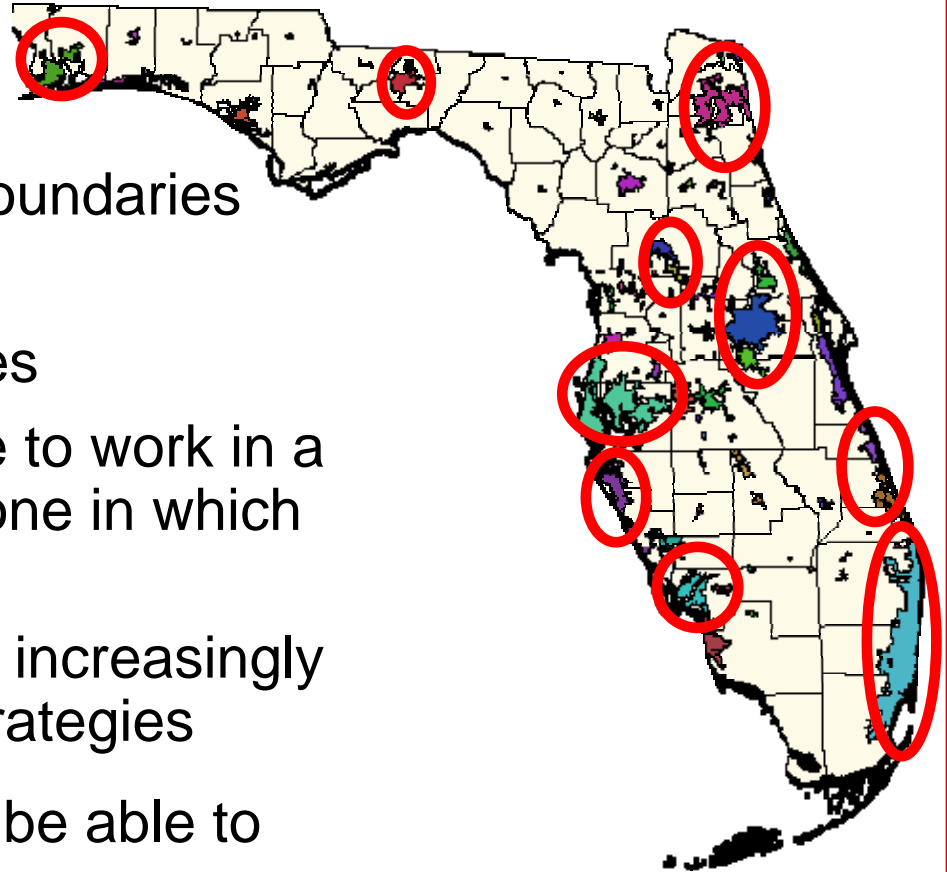 oundaries
es
e to work in a
one in which
increasingly
rategies
be able to